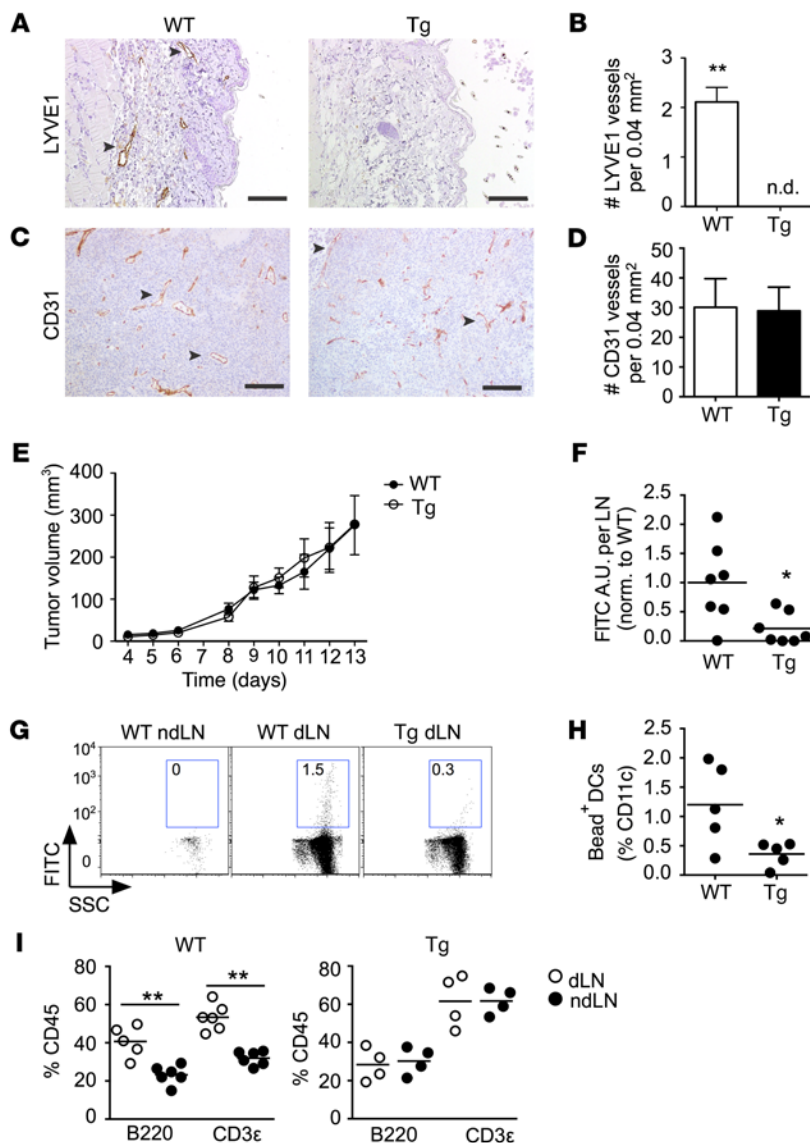 A
WT
Tg
LYVE1
B
# LYVE1 vessels
per 0.04 mm²
3
2
1
0
**
n.d.
WT
Tg
C
CD31
D
# CD31 vessels
per 0.04 mm²
50
40
30
20
10
0
WT
Tg
E
Tumor volume (mm³)
400
300
200
100
0
4 5 6 7 8 9 10 11 12 13
Time (days)
WT
Tg
F
FITC A.U. per LN
(norm. to WT)
2.5
2.0
1.5
1.0
0.5
0.0
*
WT
Tg
G
WT ndLN
WT dLN
Tg dLN
10⁴
10³
10²
0
0
1.5
0.3
FITC
SSC
H
Bead⁺ DCs
(% CD11c)
2.5
2.0
1.5
1.0
0.5
0.0
*
WT
Tg
I
WT
% CD45
80
60
40
20
0
**
**
B220
CD3ε
Tg
% CD45
80
60
40
20
0
B220
CD3ε
dLN
ndLN